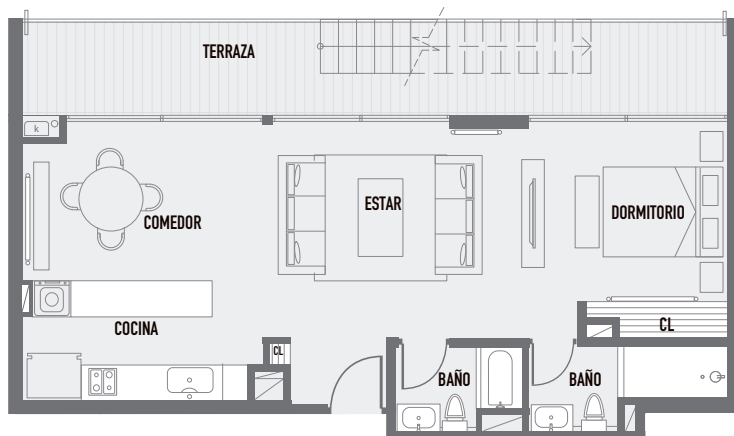 TERRAZA
k
COMEDOR
ESTAR
DORMITORIO
COCINA
CL
CL
BAÑO
BAÑO